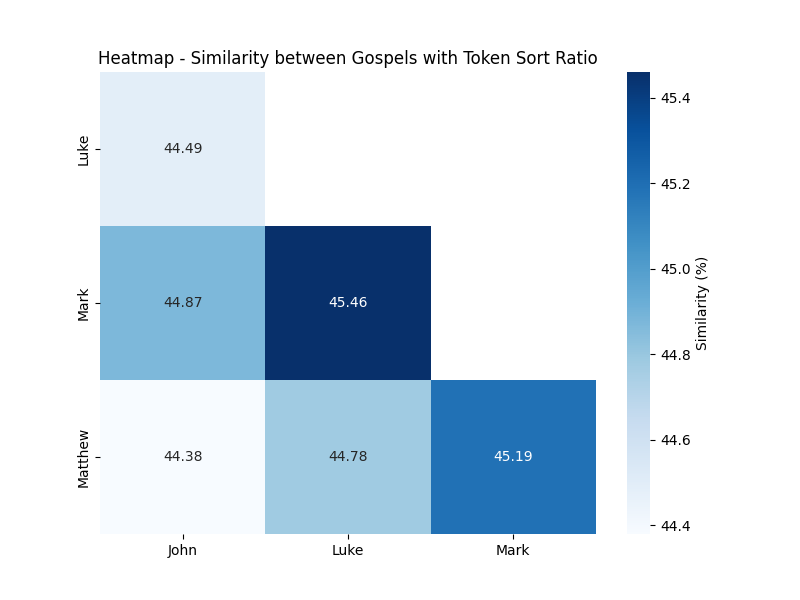 Heatmap - Similarity between Gospels with Token Sort Ratio
Luke
44.49
Mark
44.87 45.46
Matthew
44.38 44.78 45.19
John Luke Mark
45.4
45.2
45.0
44.8
44.6
44.4
Similarity (%)